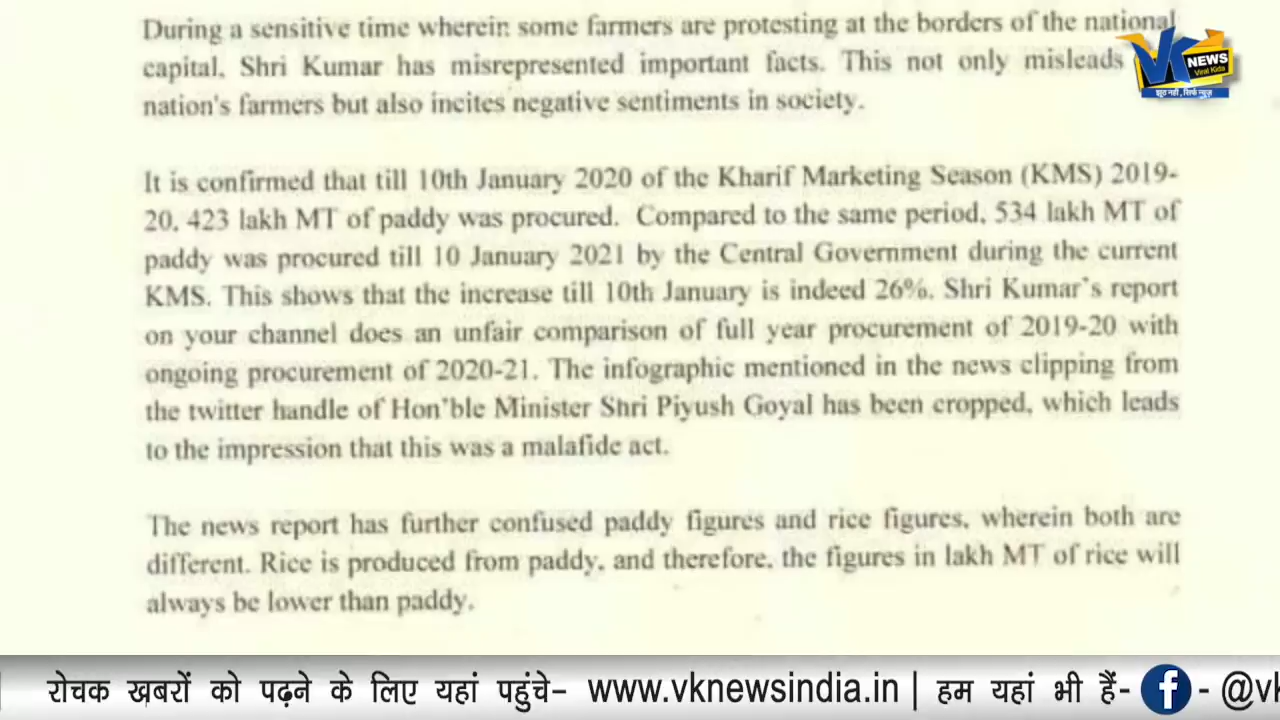 During a sensitive time wherein some farmers are protesting at the borders of the national
capital, Shri Kumar has misrepresented important facts. This not only misleads
nation's farmers but also incites negative sentiments in society.
It is confirmed that till 10th January 2020 of the Kharif Marketing Season (KMS) 2019-
20, 423 lakh MT of paddy was procured. Compared to the same period, 534 lakh MT of
paddy was procured till 10 January 2021 by the Central Government during the current
KMS. This shows that the increase till 10th January is indeed 26%. Shri Kumar's report
on your channel does an unfair comparison of full year procurement of 2019-20 with
ongoing procurement of 2020-21. The infographic mentioned in the news clipping from
the twitter handle of Hon'ble Minister Shri Piyush Goyal has been cropped, which leads
to the impression that this was a malafide act.
The news report has further confused paddy figures and rice figures, wherein both are
different. Rice is produced from paddy, and therefore, the figures in lakh MT of rice will
always be lower than paddy.
VK NEWS
Viral Kida
झूठ नहीं, सिर्फ न्यूज़
रोचक ख़बरों को पढ़ने के लिए यहां पहुंचे- www.vknewsindia.in | हम यहां भी हैं- f - @vk